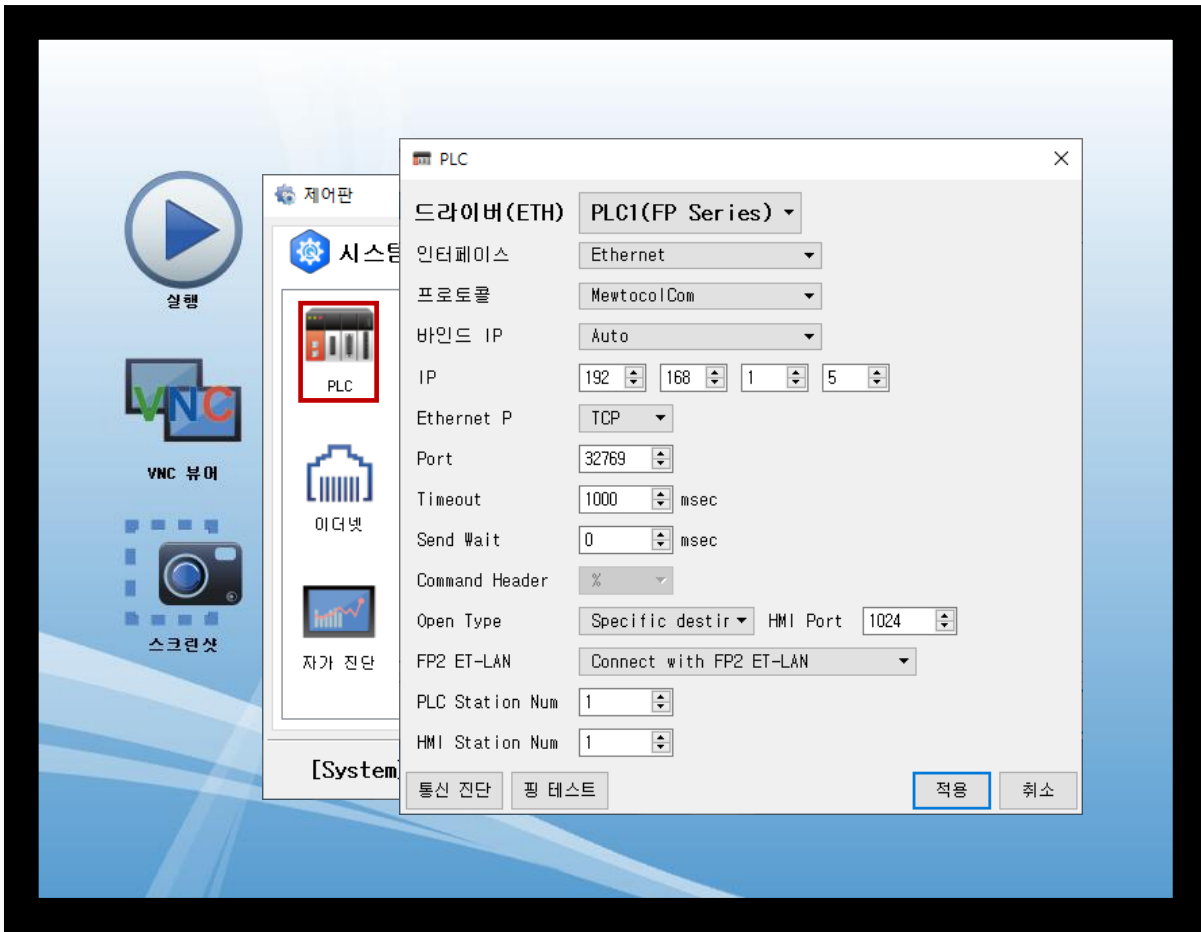 실행
VNC
VNC 뷰어
스크린샷
제어판
시스템
PLC
이더넷
자가 진단
[System]
PLC
드라이버(ETH) PLC1(FP Series)
인터페이스 Ethernet
프로토콜 MewtocolCom
바인드 IP Auto
IP 192 168 1 5
Ethernet P TCP
Port 32769
Timeout 1000 msec
Send Wait 0 msec
Command Header %
Open Type Specific destir HMI Port 1024
FP2 ET-LAN Connect with FP2 ET-LAN
PLC Station Num 1
HMI Station Num 1
통신 진단 핑 테스트 적용 취소